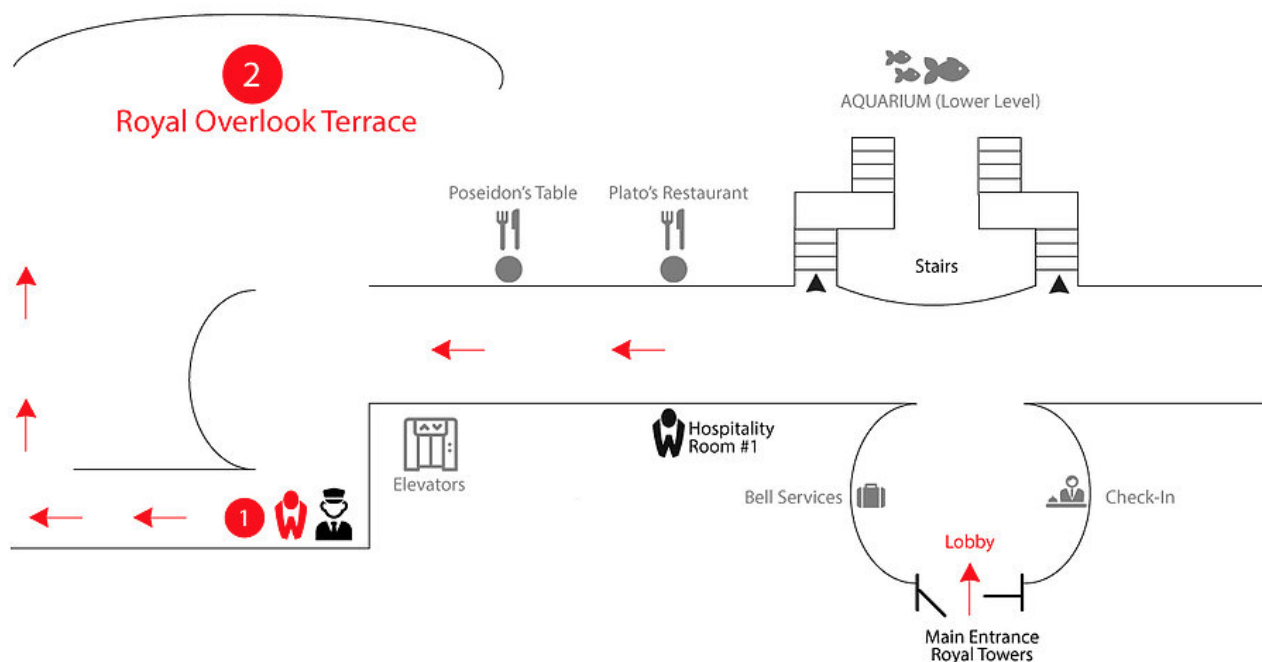 2
Royal Overlook Terrace
AQUARIUM (Lower Level)
Poseidon's Table
Plato's Restaurant
Stairs
Hospitality
Room #1
Elevators
Bell Services
Check-In
1
Lobby
Main Entrance
Royal Towers